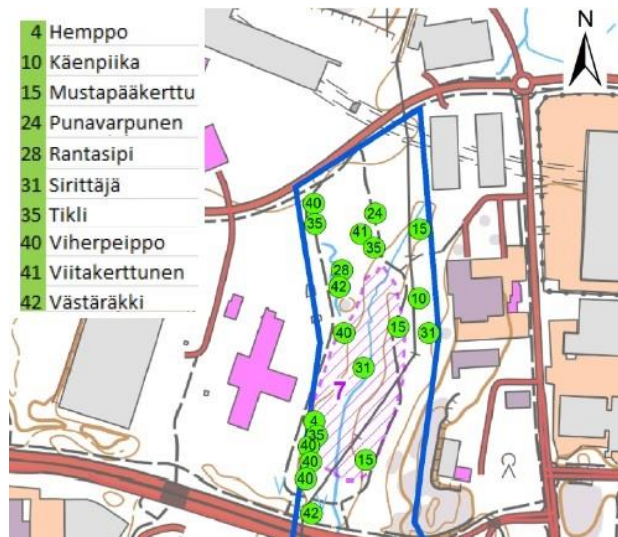 4 Hemppo
10 Käenpiika
15 Mustapääkerttu
24 Punavarpunen
28 Rantasipi
31 Sirittäjä
35 Tikli
40 Viherpeippo
41 Viitakerttunen
42 Västäräkki
N
40
35
24
41
35
15
28
42
10
40
15
31
31
7
4
35
40
40
15
40
42